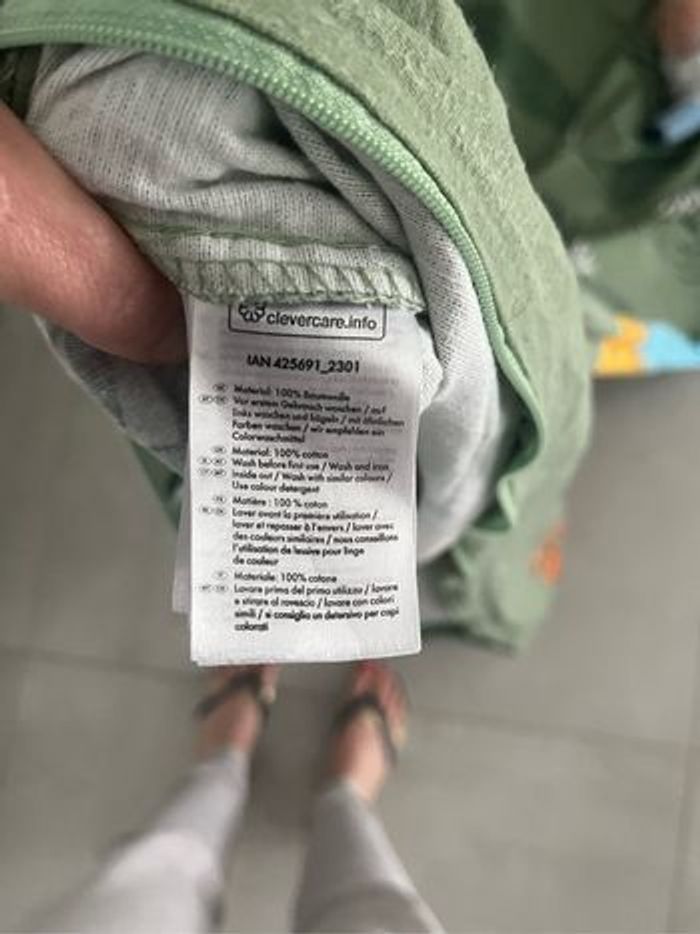 clevercare.info
IAN 425691_2301
Material: 100% Baumwolle
Vor erstem Gebrauch waschen / auf
links waschen und bügeln / mit ähnlichen
Farben waschen / wir empfehlen ein
Colorwaschmittel
Material: 100% cotton
Wash before first use / Wash and iron
inside out / Wash with similar colours /
Use colour detergent
Matière : 100 % coton
Laver avant la première utilisation /
laver et repasser à l'envers / laver avec
des couleurs similaires / nous conseillons
l'utilisation de lessive pour linge
de couleur
Materiale: 100% cotone
Lavare prima del primo utilizzo / lavare
e stirare al rovescio / lavare con colori
simili / si consiglia un detersivo per capi
colorati